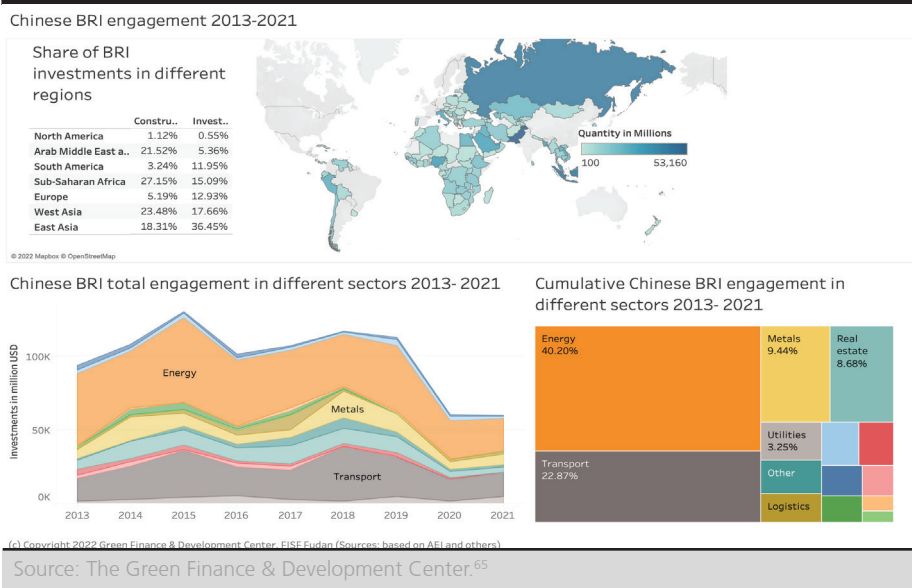 Chinese BRI engagement 2013-2021
Share of BRI
investments in different
regions
Constru.. Invest..
North America 1.12% 0.55%
Arab Middle East a.. 21.52% 5.36%
South America 3.24% 11.95%
Sub-Saharan Africa 27.15% 15.09%
Europe 5.19% 12.93%
West Asia 23.48% 17.66%
East Asia 18.31% 36.45%
Quantity in Millions
100 53,160
© 2022 Mapbox © OpenStreetMap
Chinese BRI total engagement in different sectors 2013- 2021
Investments in million USD
100K
50K
0K
Energy
Metals
Transport
2013 2014 2015 2016 2017 2018 2019 2020 2021
Cumulative Chinese BRI engagement in
different sectors 2013- 2021
Energy
40.20%
Metals
9.44%
Real
estate
8.68%
Utilities
3.25%
Transport
22.87%
Other
Logistics
(c) Copyright 2022 Green Finance & Development Center, FISF Fudan (Sources: based on AEI and others)
Source: The Green Finance & Development Center.65